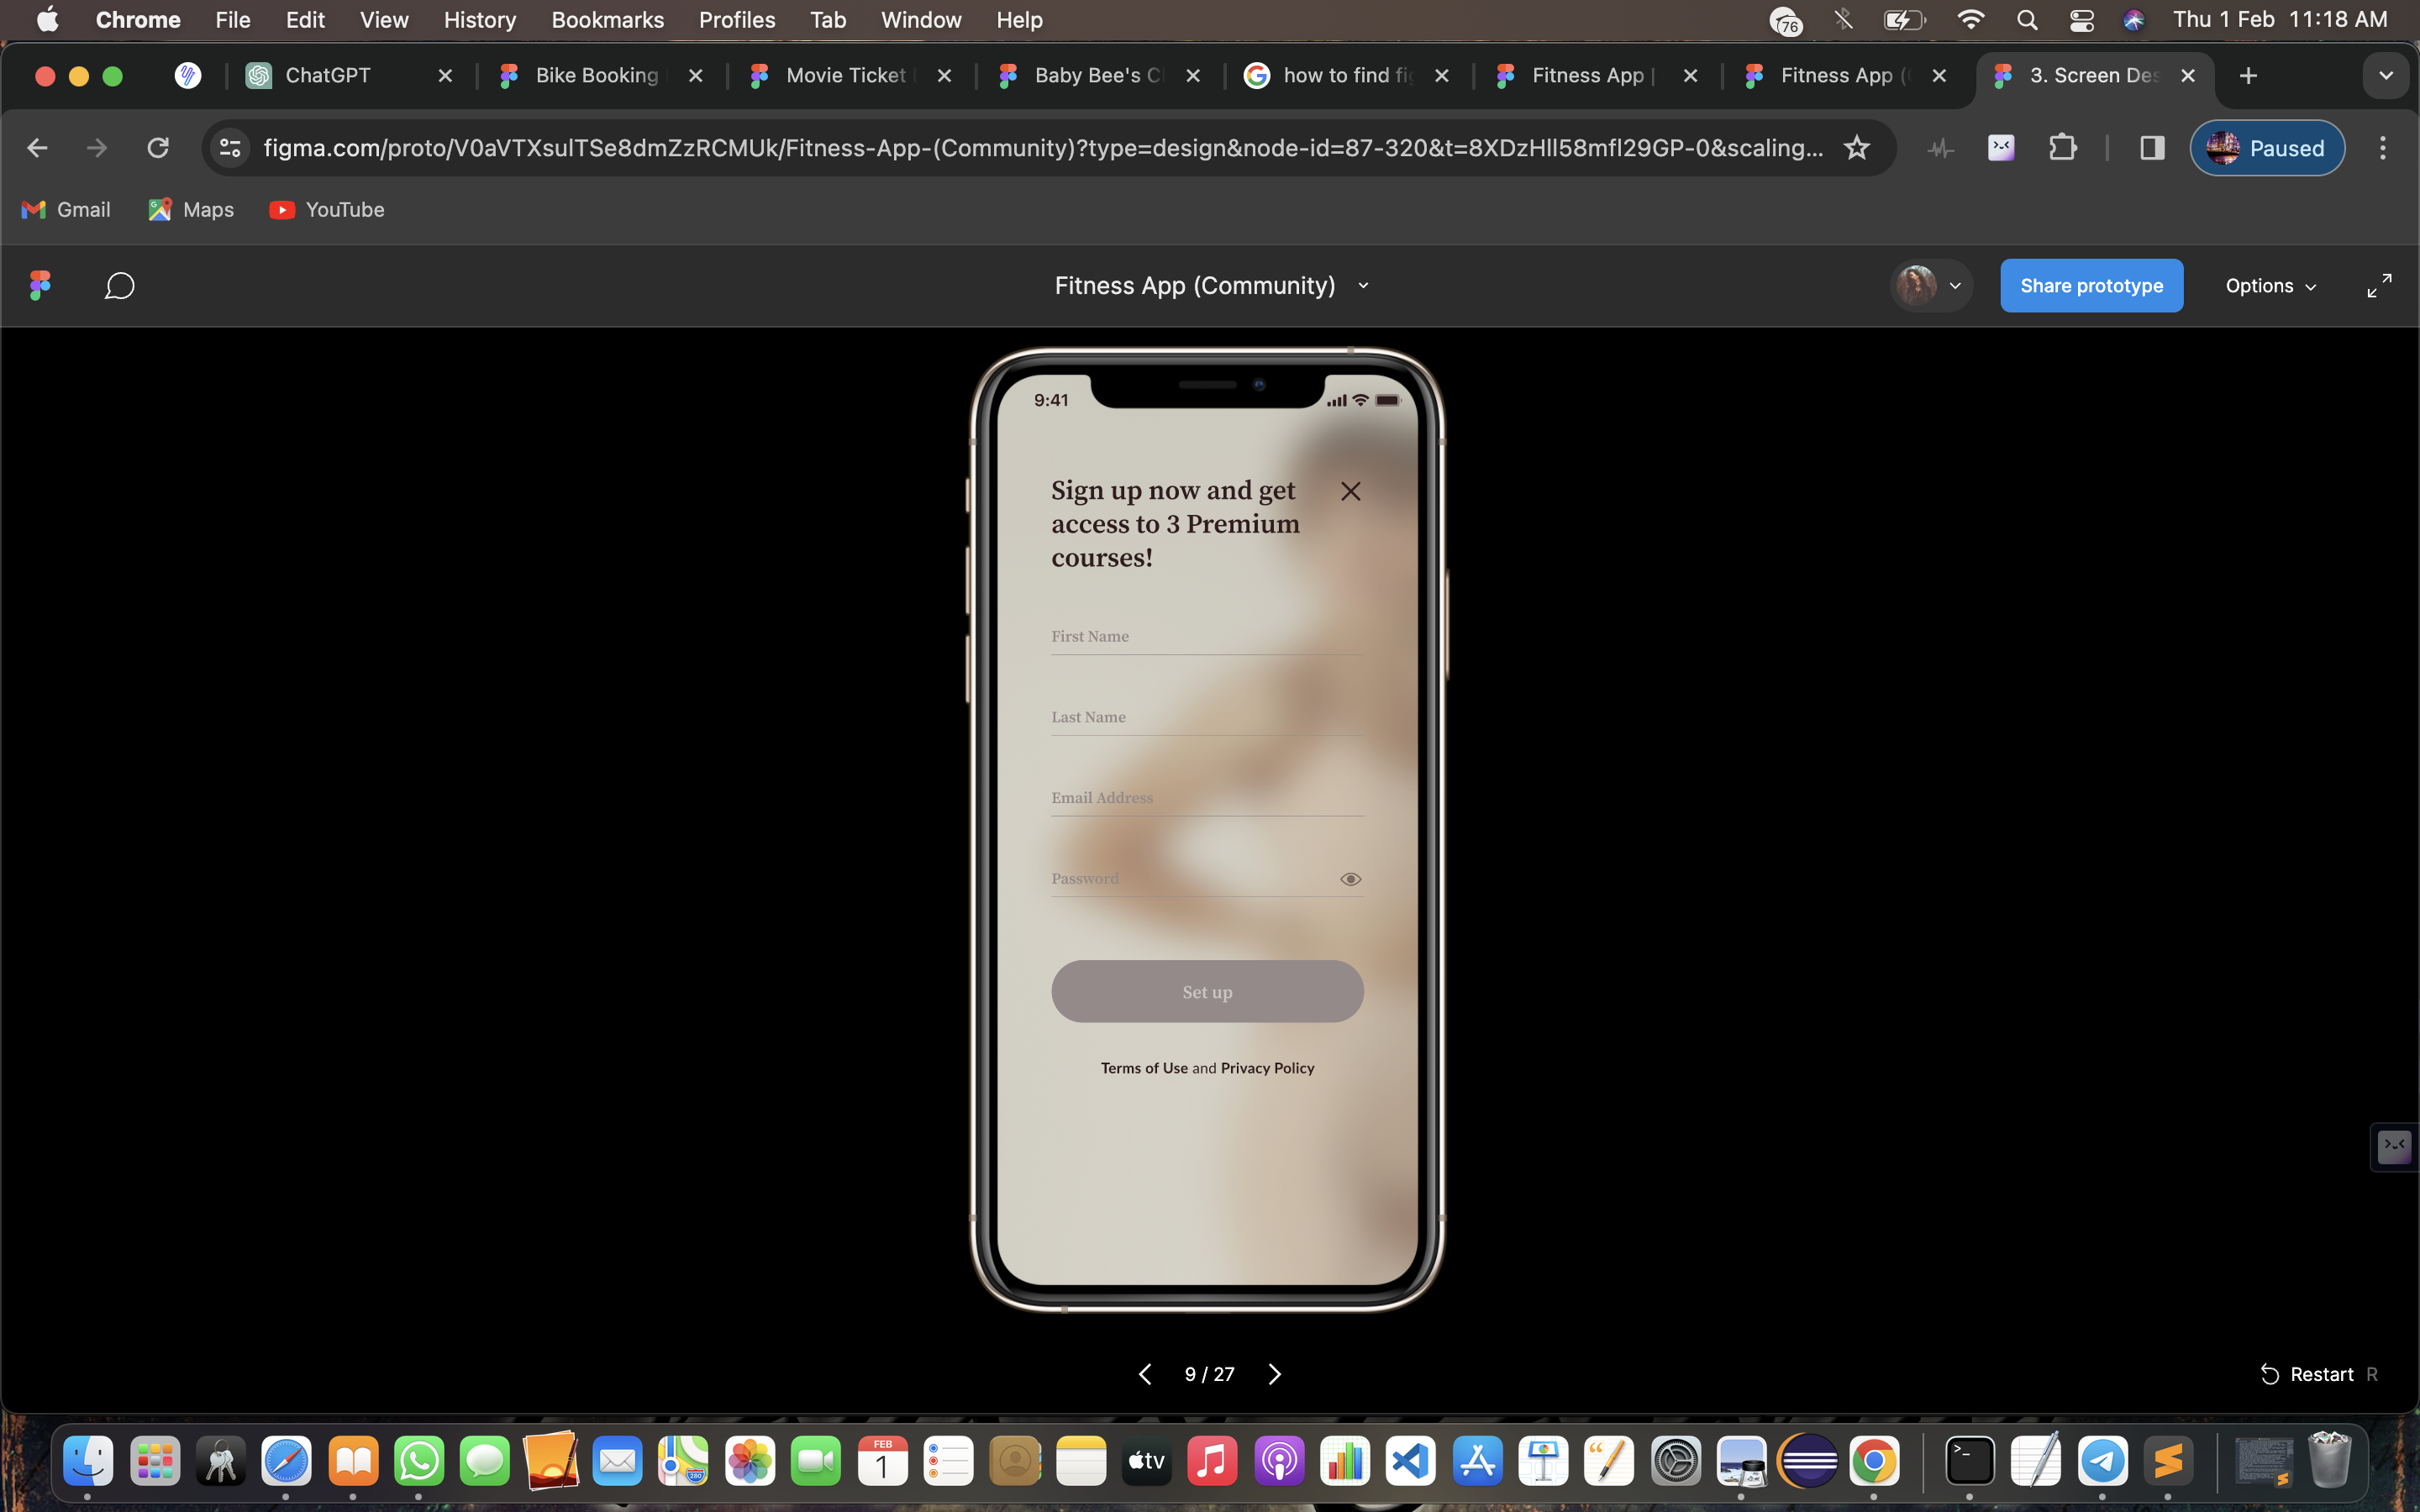 Chrome File Edit View History Bookmarks Profiles Tab Window Help 76 Thu 1 Feb 11:18 AM
ChatGPT Bike Booking Movie Ticket Baby Bee's C how to find fig Fitness App | Fitness App ( 3. Screen Des
figma.com/proto/V0aVTXsulTSe8dmZzRCMUk/Fitness-App-(Community)?type=design&node-id=87-320&t=8XDzHll58mfl29GP-0&scaling... Paused
Gmail Maps YouTube
Fitness App (Community) Share prototype Options
9:41
Sign up now and get
access to 3 Premium
courses!
First Name
Last Name
Email Address
Password
Set up
Terms of Use and Privacy Policy
9 / 27
Restart R
FEB
1
280
tv